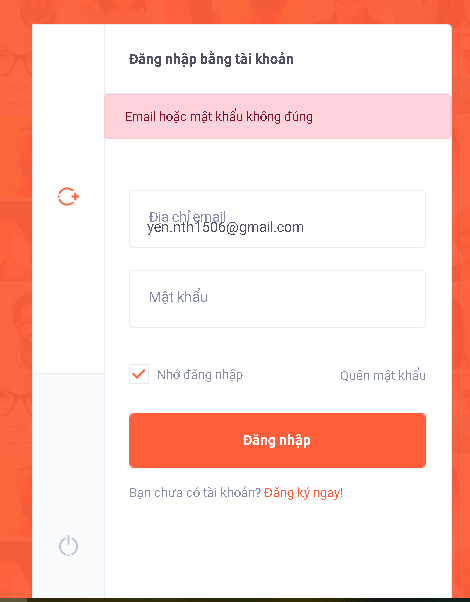 Đăng nhập bằng tài khoản
Email hoặc mật khẩu không đúng
Địa chỉ email
yen.nth1506@gmail.com
Mật khẩu
Nhớ đăng nhập
Quên mật khẩu
Đăng nhập
Bạn chưa có tài khoản? Đăng ký ngay!